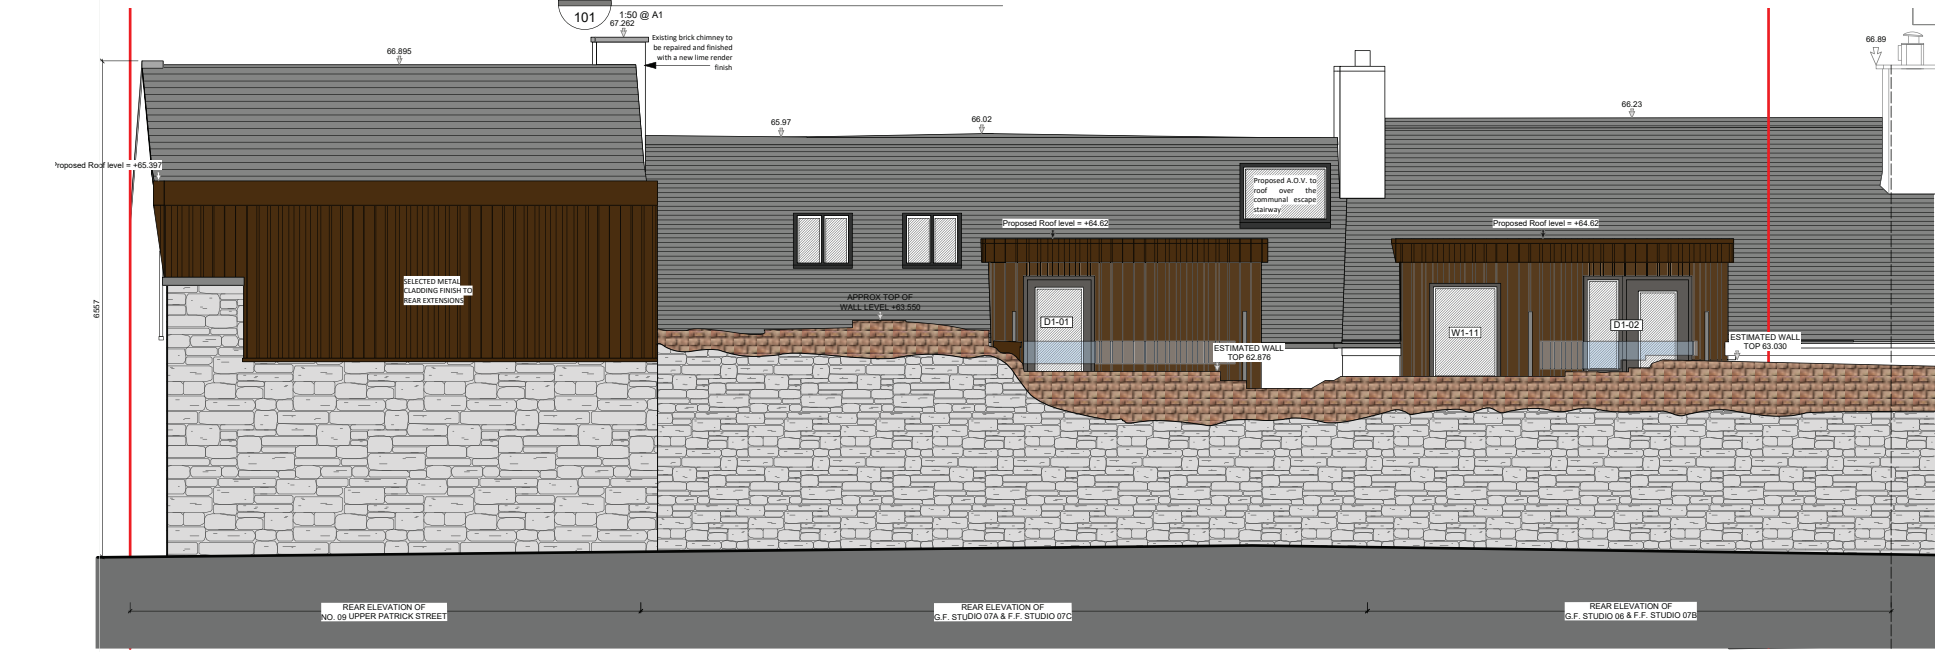 101
1:50 @ A1
67.262
Existing brick chimney to
be repaired and finished
with a new lime render
finish
66.895
66.89
65.97
66.02
66.23
Proposed Roof level = +65.397
Proposed A.O.V. to
roof over the
communal escape
stairway
Proposed Roof level = +64.62
Proposed Roof level = +64.62
SELECTED METAL
CLADDING FINISH TO
REAR EXTENSIONS
6557
APPROX TOP OF
WALL LEVEL +63.550
D1-01
W1-11
D1-02
ESTIMATED WALL
TOP 62.876
ESTIMATED WALL
TOP 63.030
REAR ELEVATION OF
NO. 09 UPPER PATRICK STREET
REAR ELEVATION OF
G.F. STUDIO 07A & F.F. STUDIO 07C
REAR ELEVATION OF
G.F. STUDIO 06 & F.F. STUDIO 07B